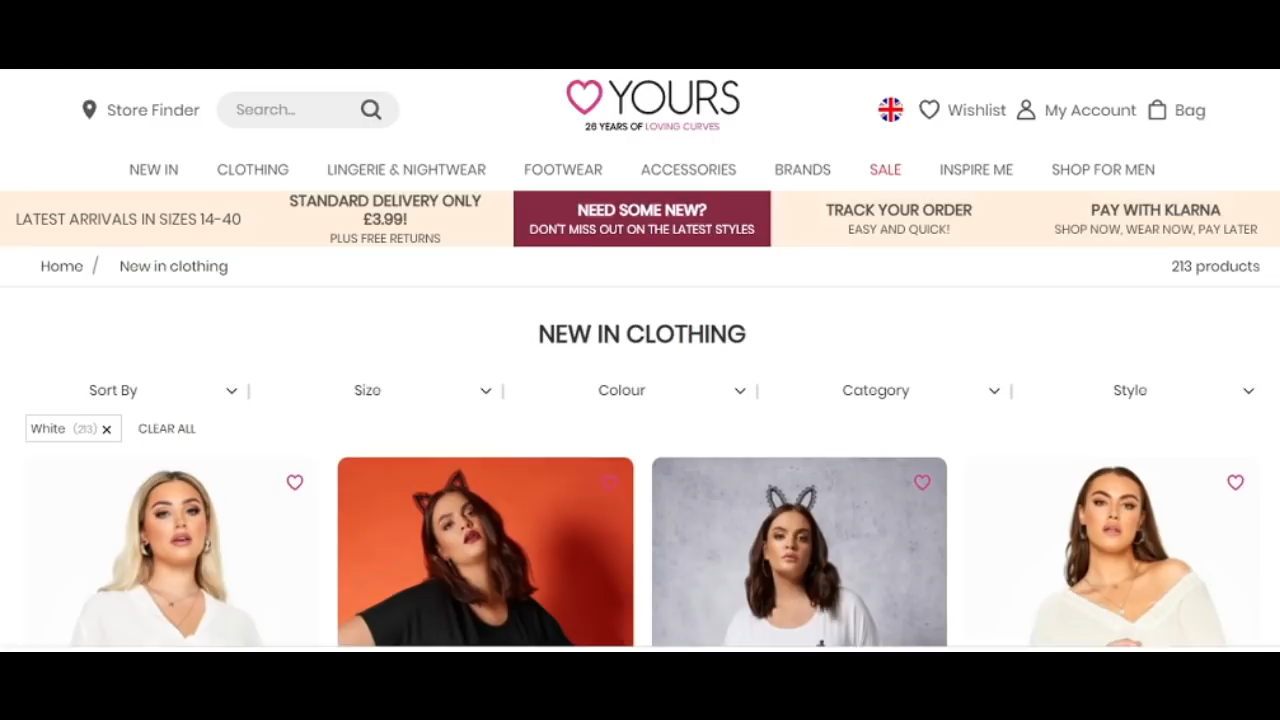 Store Finder
Search...
YOURS
26 YEARS OF LOVING CURVES
Wishlist
My Account
Bag
NEW IN
CLOTHING
LINGERIE & NIGHTWEAR
FOOTWEAR
ACCESSORIES
BRANDS
SALE
INSPIRE ME
SHOP FOR MEN
LATEST ARRIVALS IN SIZES 14-40
STANDARD DELIVERY ONLY
£3.99!
PLUS FREE RETURNS
NEED SOME NEW?
DON'T MISS OUT ON THE LATEST STYLES
TRACK YOUR ORDER
EASY AND QUICK!
PAY WITH KLARNA
SHOP NOW, WEAR NOW, PAY LATER
Home / New in clothing
213 products
NEW IN CLOTHING
Sort By
Size
Colour
Category
Style
White (213)
CLEAR ALL